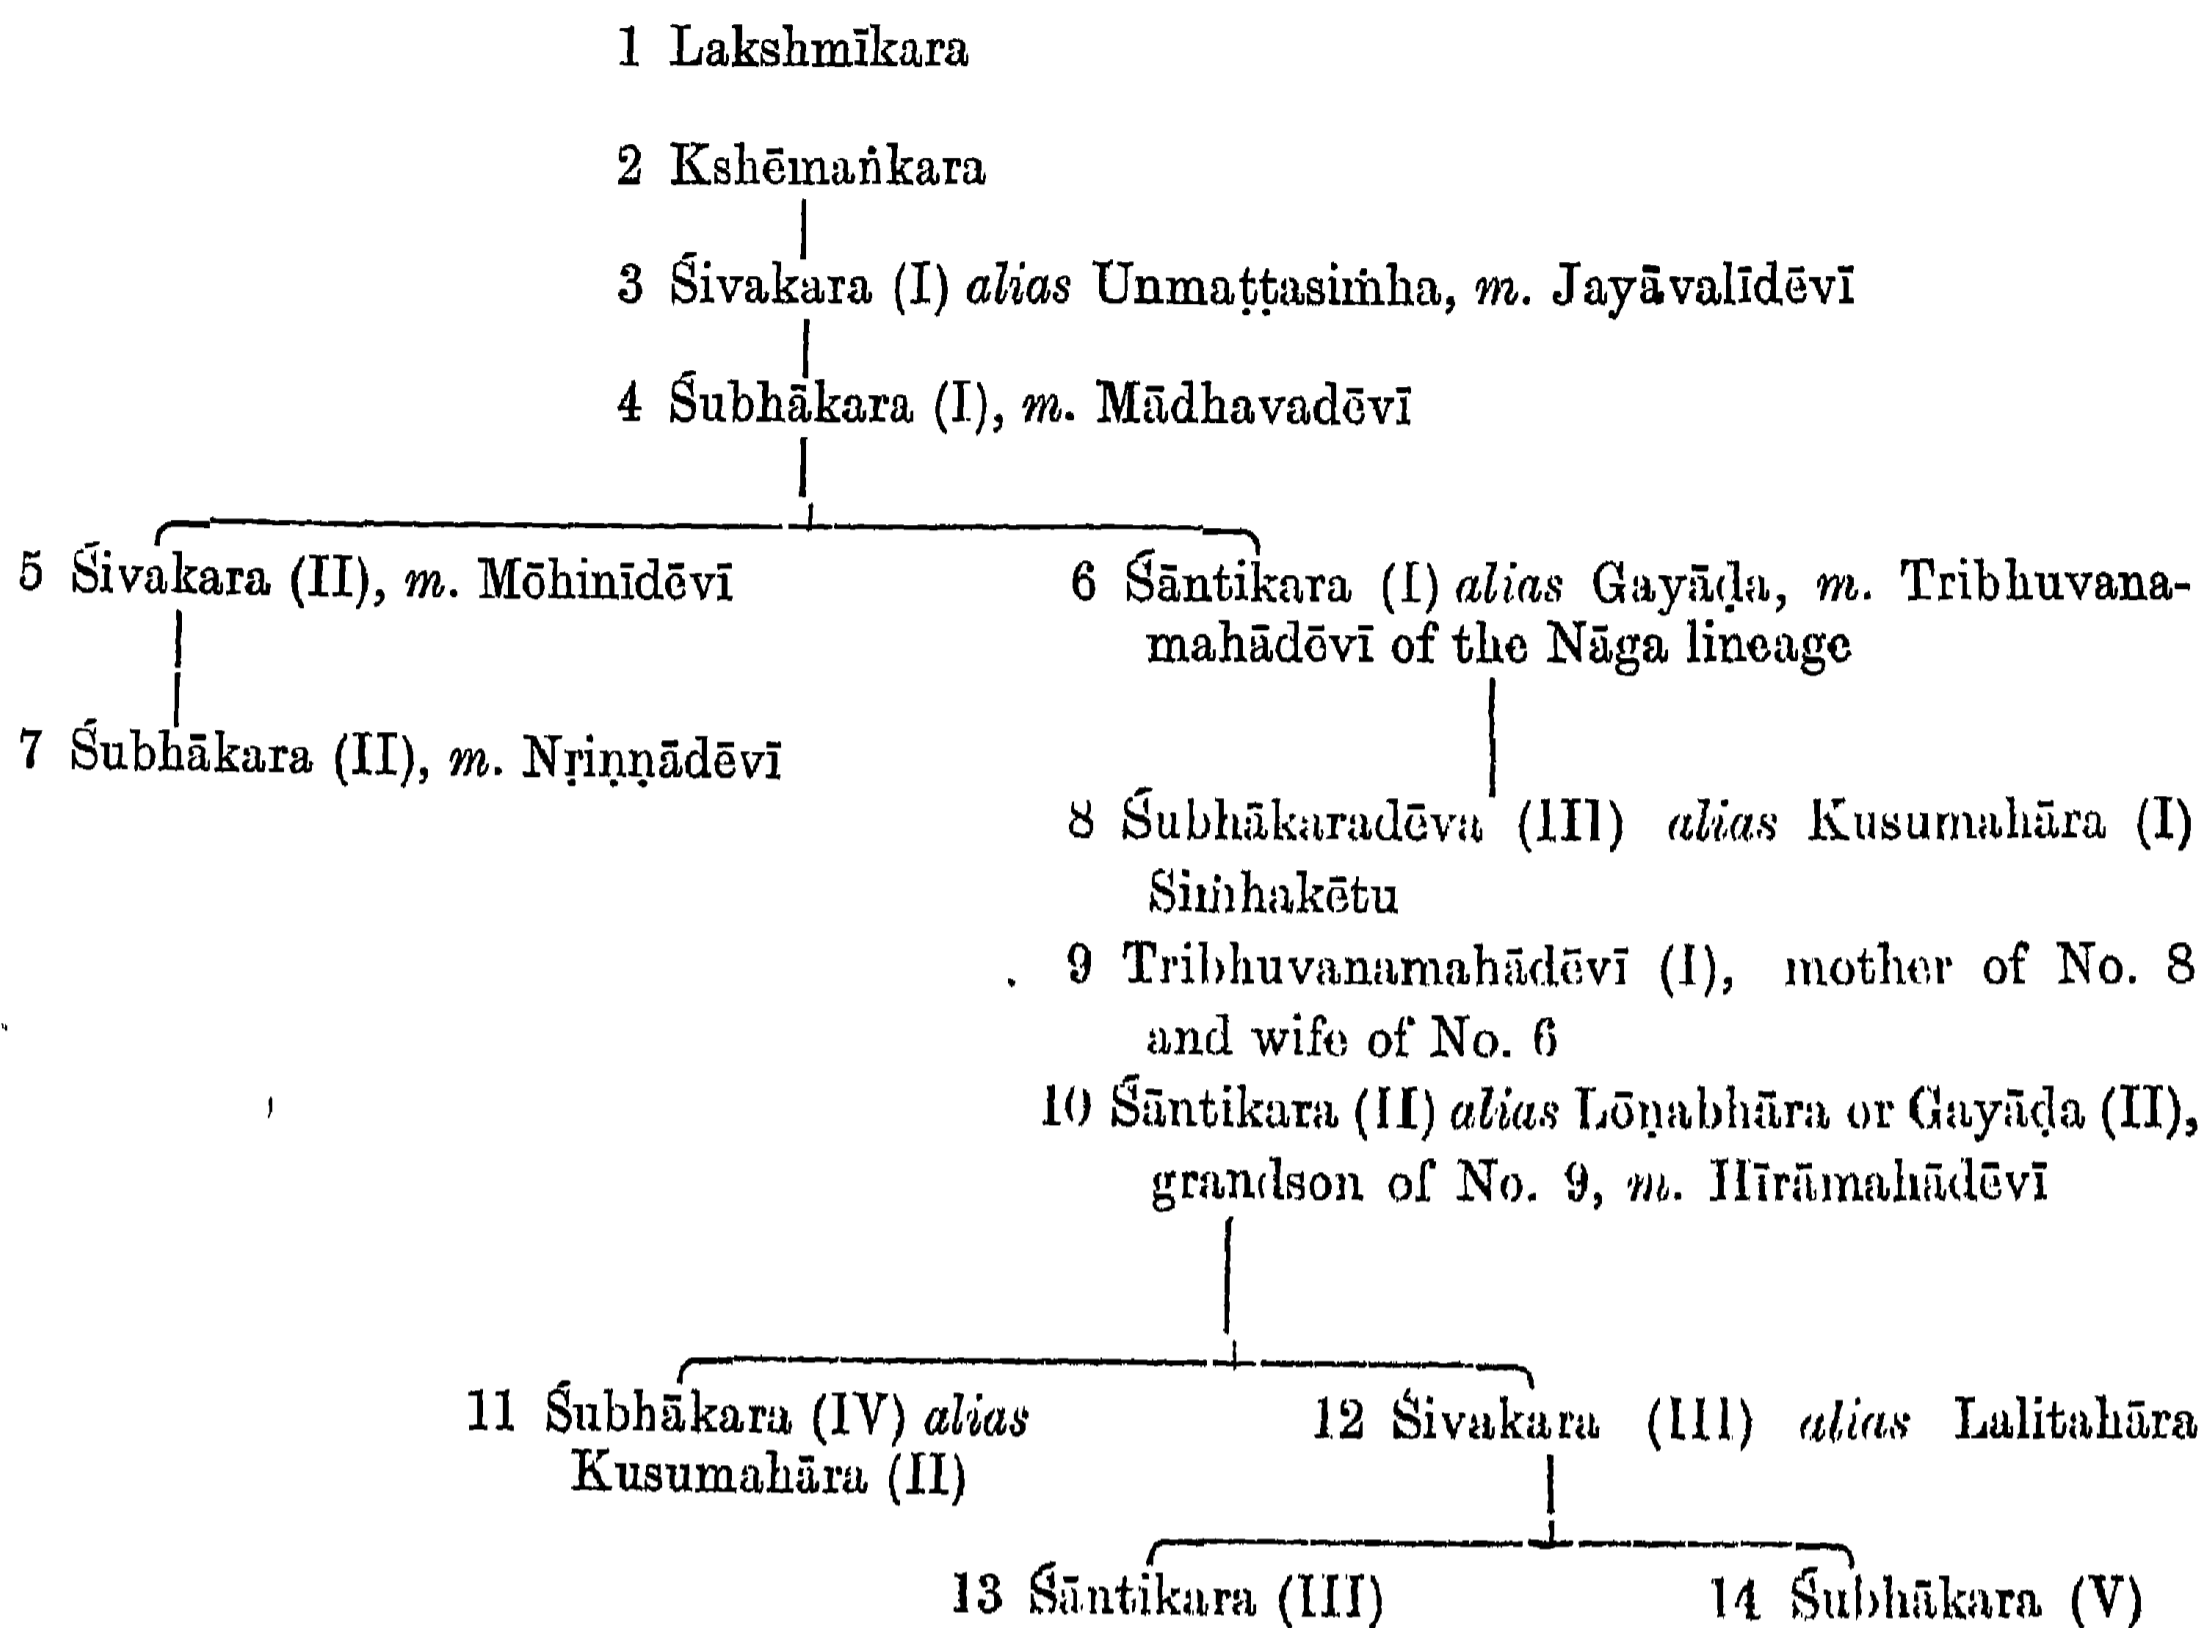 1 Lakshmīkara
2 Kshēmaṅkara
3 Śivakara (I) alias Unmaṭṭasiṁha, m. Jayāvalīdēvī
4 Śubhākara (I), m. Mādhavadēvī
5 Śivakara (II), m. Mōhinīdēvī
6 Śāntikara (I) alias Gayāḍa, m. Tribhuvana-
mahādēvī of the Nāga lineage
7 Śubhākara (II), m. Nṛiṇṇādēvī
8 Śubhākaradēva (III) alias Kusumahāra (I)
Siṁhakētu
9 Tribhuvanamahādēvī (I), mother of No. 8
and wife of No. 6
10 Śāntikara (II) alias Lōṇabhāra or Gayāḍa (II),
grandson of No. 9, m. Hīrāmahādēvī
11 Śubhākara (IV) alias
Kusumahāra (II)
12 Śivakara (III) alias Lalitahāra
13 Śāntikara (III)
14 Śubhākara (V)